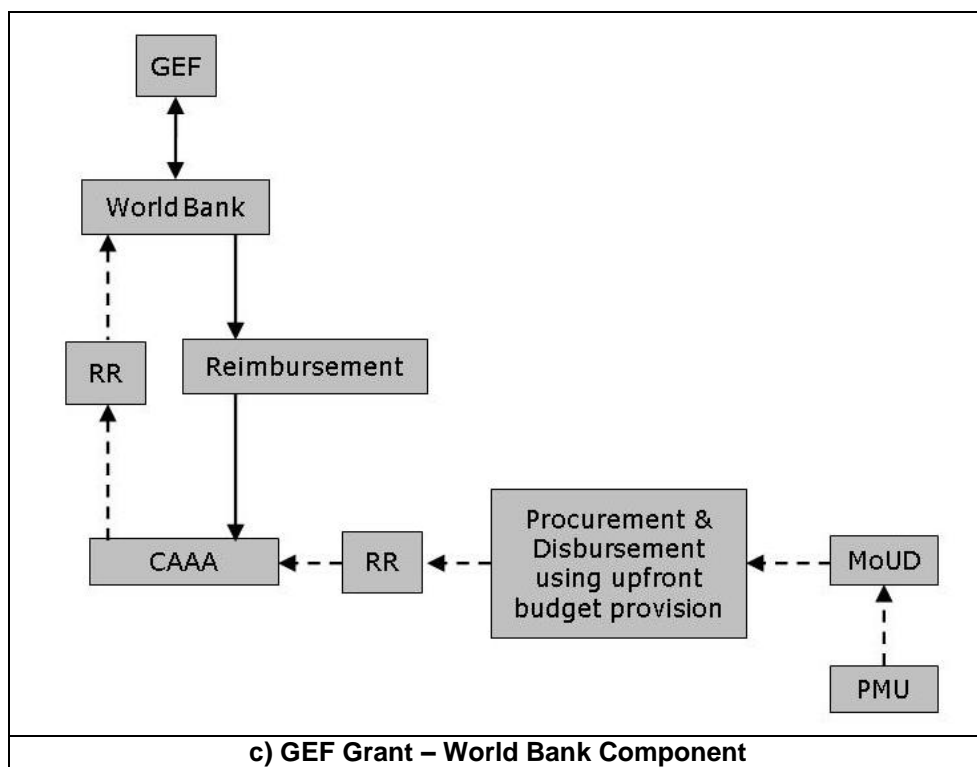 GEF
World Bank
RR
Reimbursement
CAAA
RR
Procurement &
Disbursement
using upfront
budget provision
MoUD
PMU
c) GEF Grant – World Bank Component